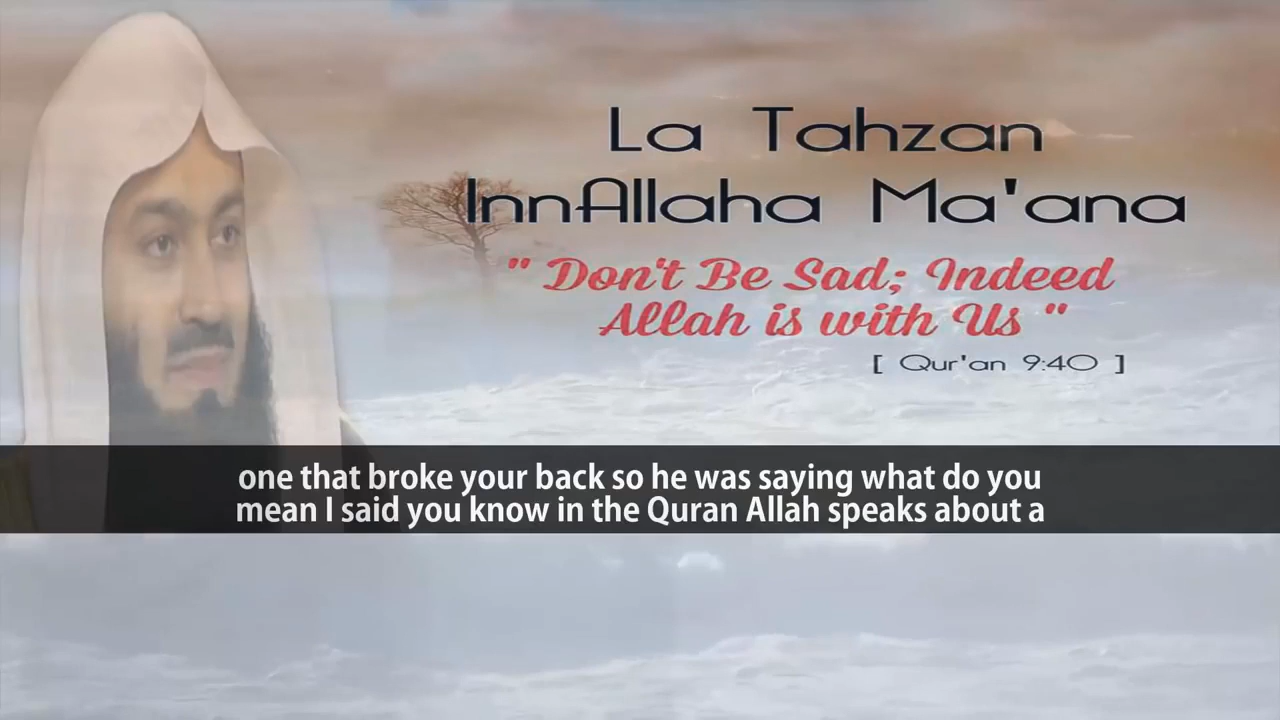 La Tahzan
InnAllaha Ma'ana
" Don't Be Sad; Indeed
Allah is with Us "
[ Qur'an 9:40 ]
one that broke your back so he was saying what do you
mean I said you know in the Quran Allah speaks about a